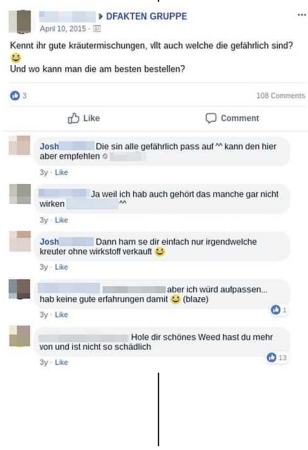 DFAKTEN GRUPPE
April 10, 2015 ·
Kennt ihr gute kräutermischungen, vllt auch welche die gefährlich sind?
😄
Und wo kann man die am besten bestellen?
3
108 Comments
Like Comment
Josh Die sin alle gefährlich pass auf ^^ kann den hier
aber empfehlen
3y · Like
Ja weil ich hab auch gehört das manche gar nicht
wirken ^^
3y · Like
Josh Dann ham se dir einfach nur irgendwelche
kreuter ohne wirkstoff verkauft 😄
3y · Like
aber ich würd aufpassen...
hab keine gute erfahrungen damit 😄 (blaze)
1
3y · Like
Hole dir schönes Weed hast du mehr
von und ist nicht so schädlich
13
3y · Like